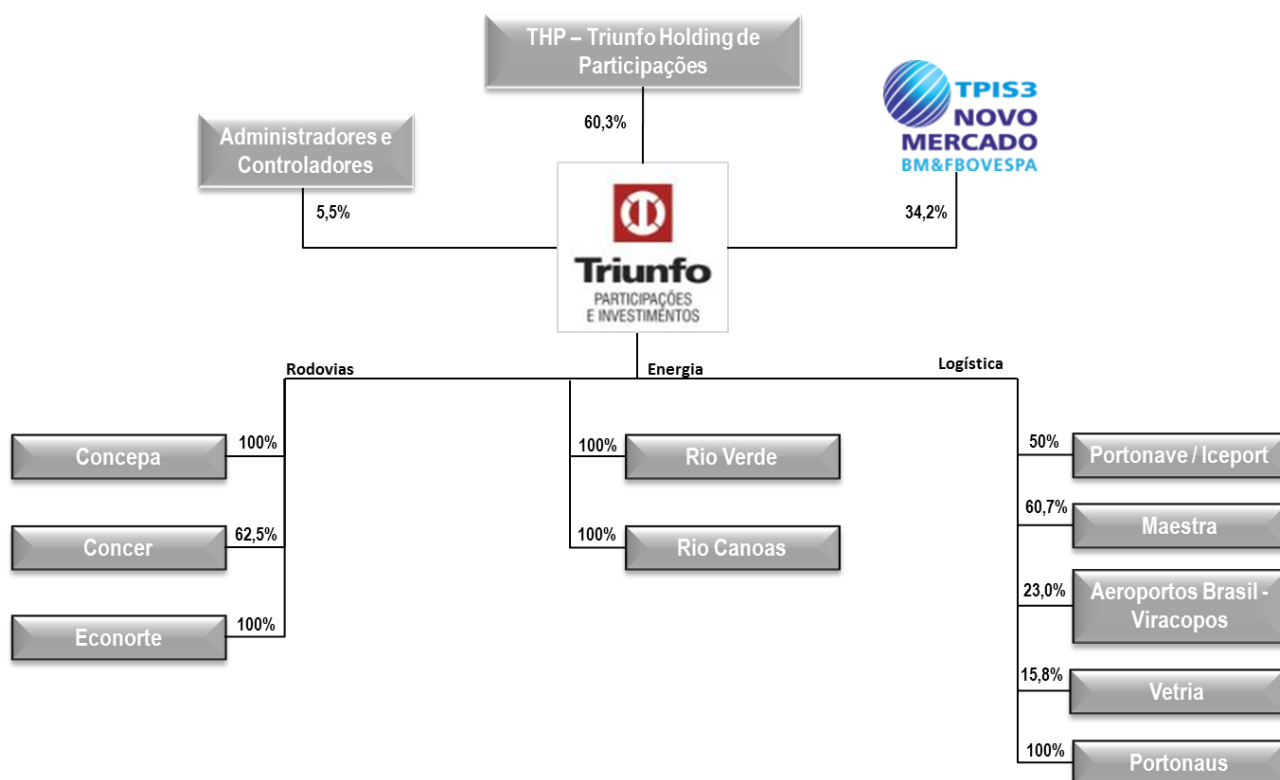 THP – Triunfo Holding de
Participações
TPIS3
NOVO
MERCADO
BM&FBOVESPA
60,3%
Administradores e
Controladores
5,5%
34,2%
Triunfo
PARTICIPAÇÕES
E INVESTIMENTOS
Rodovias
Energia
Logística
100%
Concepa
62,5%
Concer
100%
Econorte
100%
Rio Verde
100%
Rio Canoas
50%
Portonave / Iceport
60,7%
Maestra
23,0%
Aeroportos Brasil -
Viracopos
15,8%
Vetria
100%
Portonaus